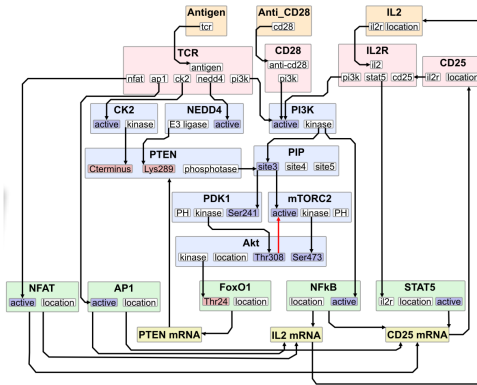 Antigen
tcr
Anti_CD28
cd28
IL2
il2r location
TCR
antigen
nfat ap1 ck2 nedd4 pi3k
CD28
anti-cd28
pi3k
IL2R
il2
pi3k stat5 cd25
CD25
il2r location
CK2
active kinase
NEDD4
E3 ligase active
PI3K
active kinase
PTEN
Cterminus Lys289 phosphotase
PIP
site3 site4 site5
PDK1
PH kinase Ser241
mTORC2
active kinase PH
Akt
kinase location Thr308 Ser473
NFAT
active location
AP1
active location
FoxO1
Thr24 location
NFkB
location active
STAT5
il2r location active
PTEN mRNA
IL2 mRNA
CD25 mRNA